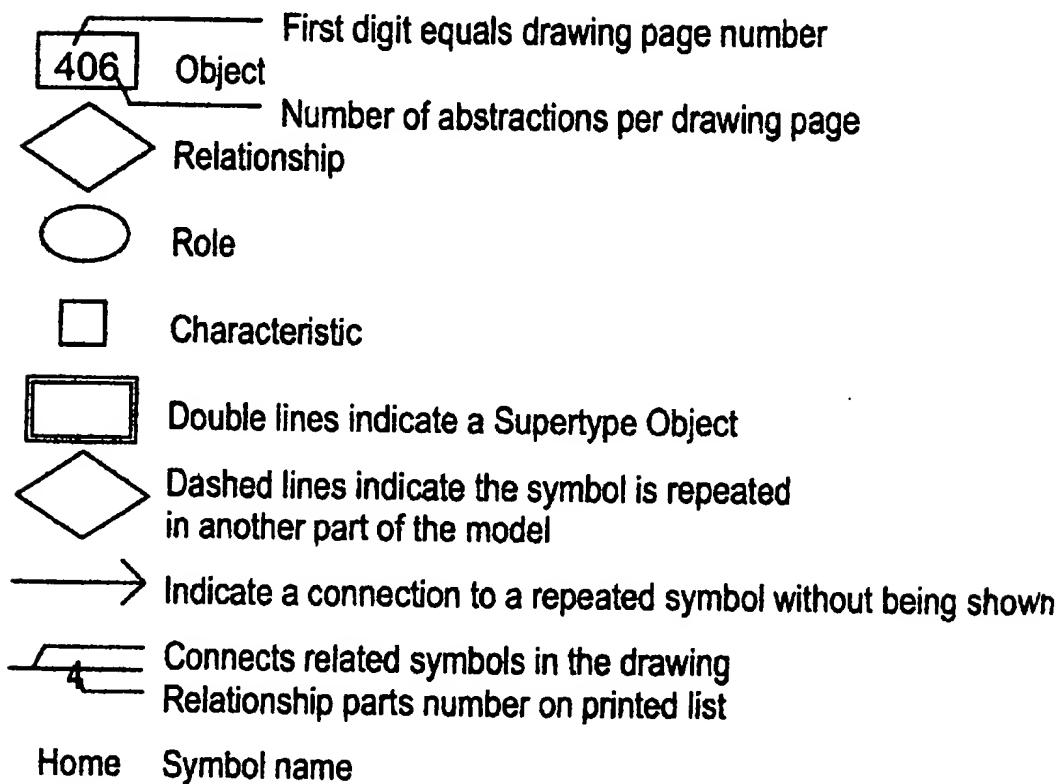 First digit equals drawing page number
406 Object
Number of abstractions per drawing page
Relationship
Role
Characteristic
Double lines indicate a Supertype Object
Dashed lines indicate the symbol is repeated
in another part of the model
Indicate a connection to a repeated symbol without being shown
Connects related symbols in the drawing
4
Relationship parts number on printed list
Home Symbol name